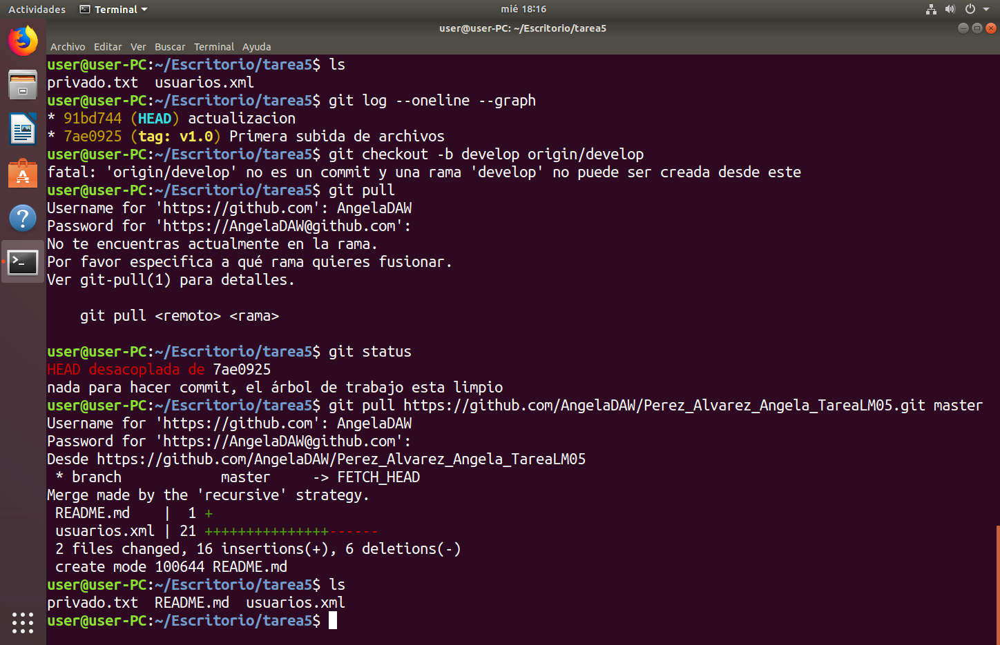 Actividades Terminal mié 18:16
user@user-PC: ~/Escritorio/tarea5
Archivo Editar Ver Buscar Terminal Ayuda
user@user-PC:~/Escritorio/tarea5$ ls
privado.txt  usuarios.xml
user@user-PC:~/Escritorio/tarea5$ git log --oneline --graph
* 91bd744 (HEAD) actualizacion
* 7ae0925 (tag: v1.0) Primera subida de archivos
user@user-PC:~/Escritorio/tarea5$ git checkout -b develop origin/develop
fatal: 'origin/develop' no es un commit y una rama 'develop' no puede ser creada desde este
user@user-PC:~/Escritorio/tarea5$ git pull
Username for 'https://github.com': AngelaDAW
Password for 'https://AngelaDAW@github.com':
No te encuentras actualmente en la rama.
Por favor especifica a qué rama quieres fusionar.
Ver git-pull(1) para detalles.
    git pull <remoto> <rama>
user@user-PC:~/Escritorio/tarea5$ git status
HEAD desacoplada de 7ae0925
nada para hacer commit, el árbol de trabajo esta limpio
user@user-PC:~/Escritorio/tarea5$ git pull https://github.com/AngelaDAW/Perez_Alvarez_Angela_TareaLM05.git master
Username for 'https://github.com': AngelaDAW
Password for 'https://AngelaDAW@github.com':
Desde https://github.com/AngelaDAW/Perez_Alvarez_Angela_TareaLM05
 * branch            master     -> FETCH_HEAD
Merge made by the 'recursive' strategy.
 README.md    |  1 +
 usuarios.xml | 21 +++++++++++++++------
 2 files changed, 16 insertions(+), 6 deletions(-)
 create mode 100644 README.md
user@user-PC:~/Escritorio/tarea5$ ls
privado.txt  README.md  usuarios.xml
user@user-PC:~/Escritorio/tarea5$